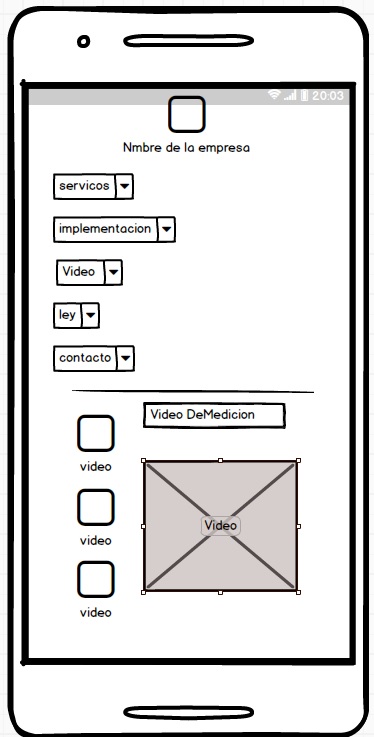 20:03
Nmbre de la empresa
servicos
implementacion
Video
ley
contacto
Video DeMedicion
video
Video
video
video